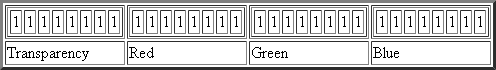 1 1 1 1 1 1 1 1 1 1 1 1 1 1 1 1 1 1 1 1 1 1 1 1 1 1 1 1 1 1 1 1
Transparency Red Green Blue